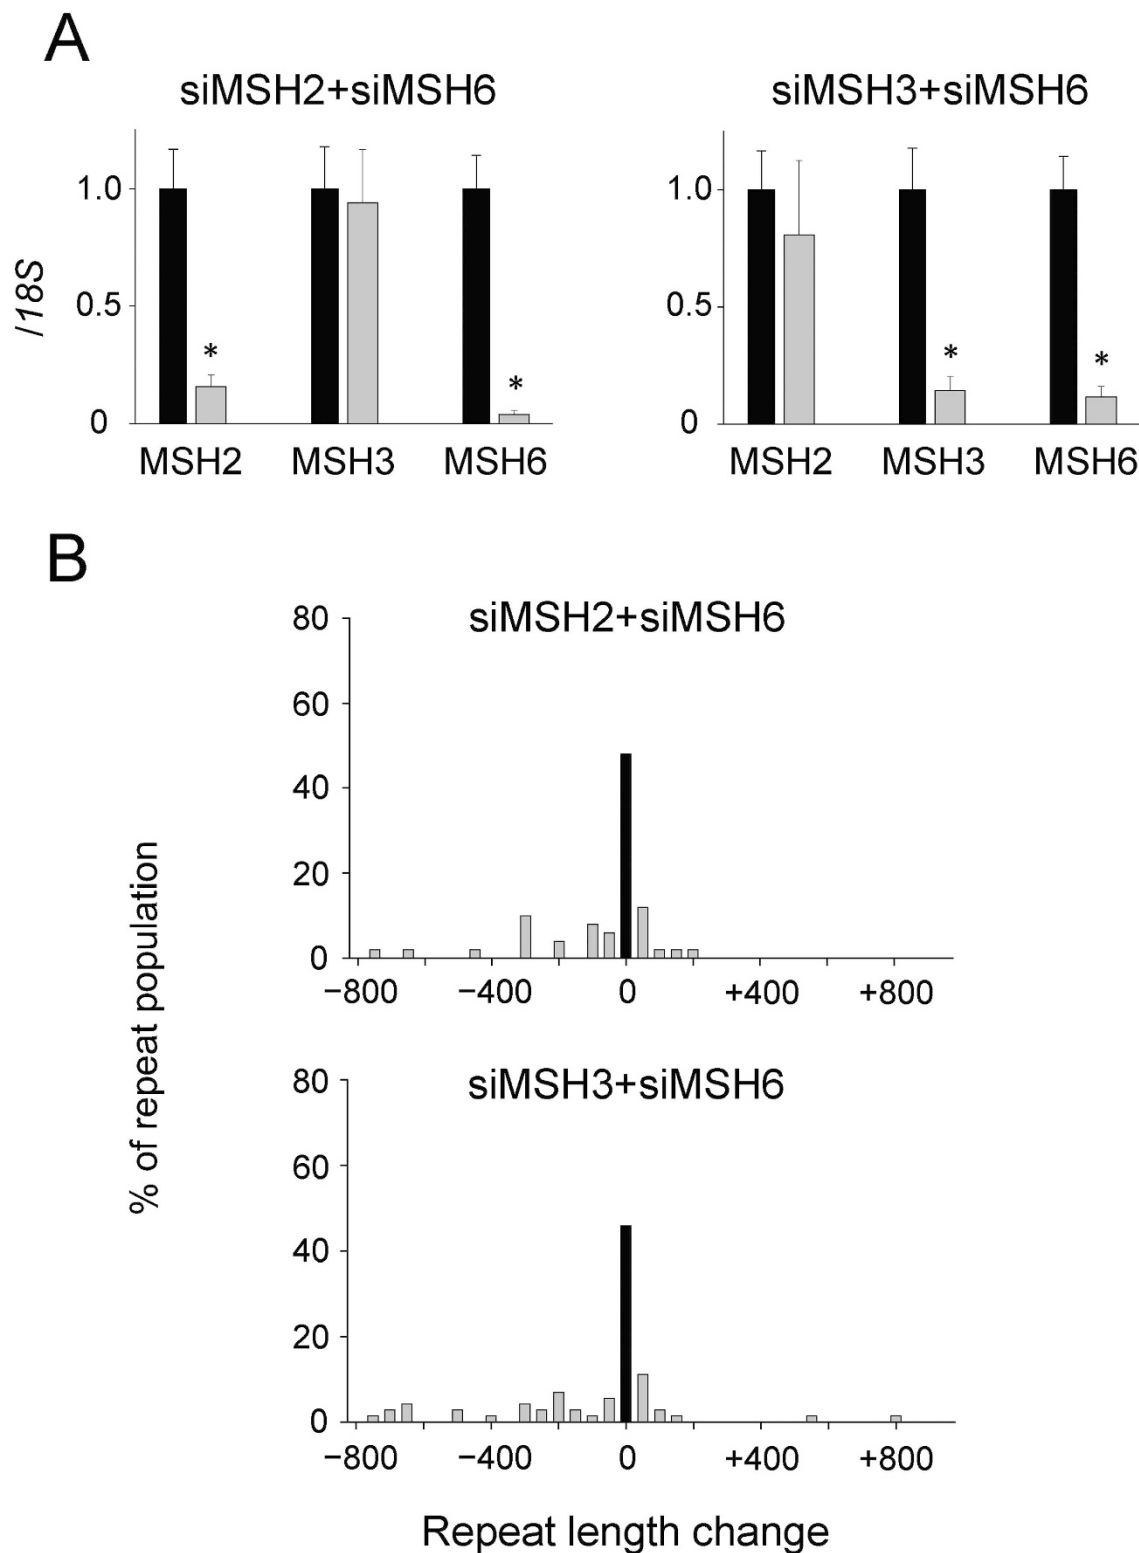 A
siMSH2+siMSH6
siMSH3+siMSH6
/18S
1.0
0.5
0
* *
MSH2 MSH3 MSH6
1.0
0.5
0
* *
MSH2 MSH3 MSH6
B
% of repeat population
siMSH2+siMSH6
80
60
40
20
0
−800 −400 0 +400 +800
siMSH3+siMSH6
80
60
40
20
0
−800 −400 0 +400 +800
Repeat length change